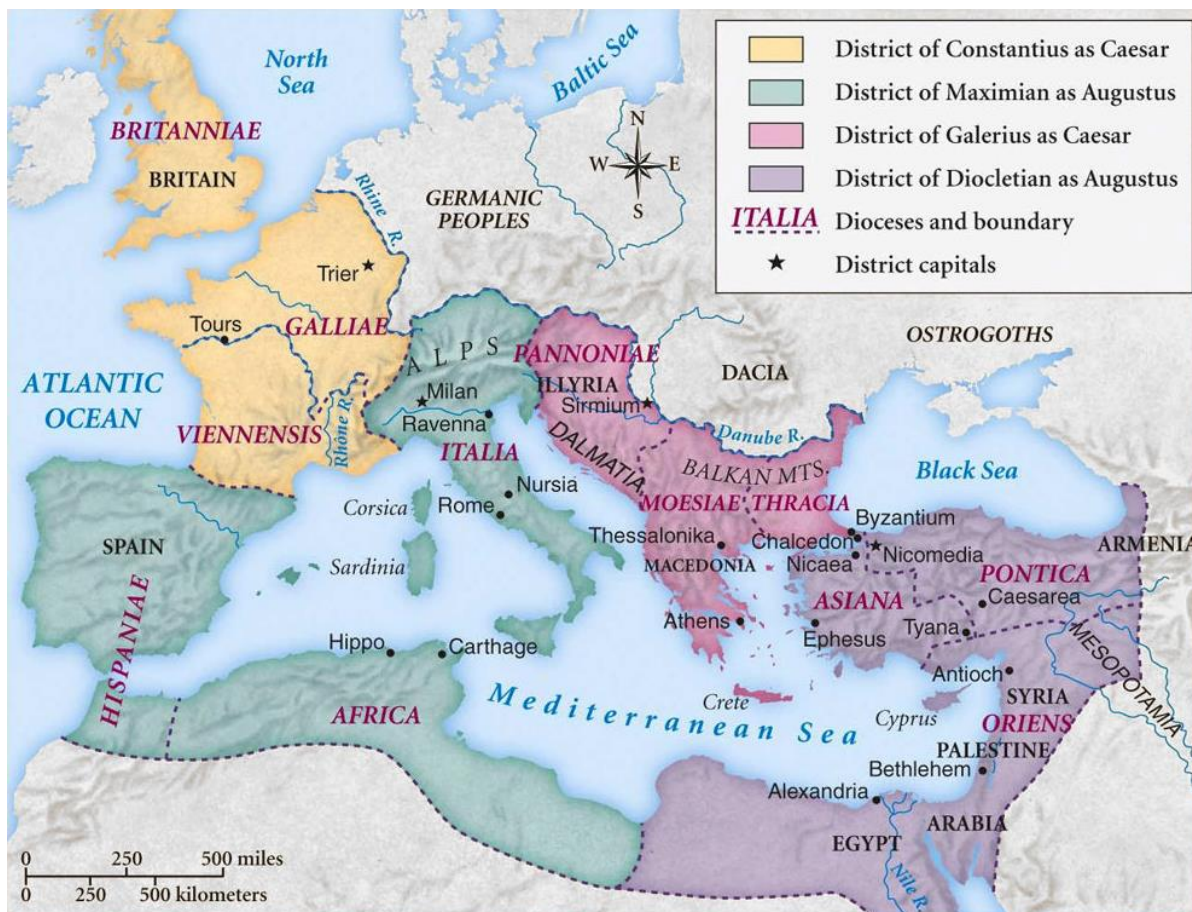 District of Constantius as Caesar
District of Maximian as Augustus
District of Galerius as Caesar
District of Diocletian as Augustus
ITALIA Dioceses and boundary
District capitals
North
Sea
Baltic Sea
N
W E
S
BRITANNIAE
BRITAIN
Rhine R.
GERMANIC
PEOPLES
Trier
Tours
GALLIAE
ALPS
PANNONIAE
ILLYRIA
Sirmium
DACIA
OSTROGOTHS
ATLANTIC
OCEAN
VIENNENSIS
Rhône R.
Milan
Ravenna
ITALIA
DALMATIA
Danube R.
BALKAN MTS.
Black Sea
MOESIAE
THRACIA
Corsica
Nursia
Rome
Byzantium
Thessalonika
Chalcedon
Nicomedia
ARMENIA
SPAIN
Sardinia
MACEDONIA
Nicaea
PONTICA
ASIANA
Caesarea
HISPANIAE
Athens
Ephesus
Tyana
MESOPOTAMIA
Hippo
Carthage
Antioch
SYRIA
Crete
Cyprus
ORIENS
AFRICA
Mediterranean Sea
PALESTINE
Bethlehem
Alexandria
ARABIA
EGYPT
Nile R.
0 250 500 miles
0 250 500 kilometers